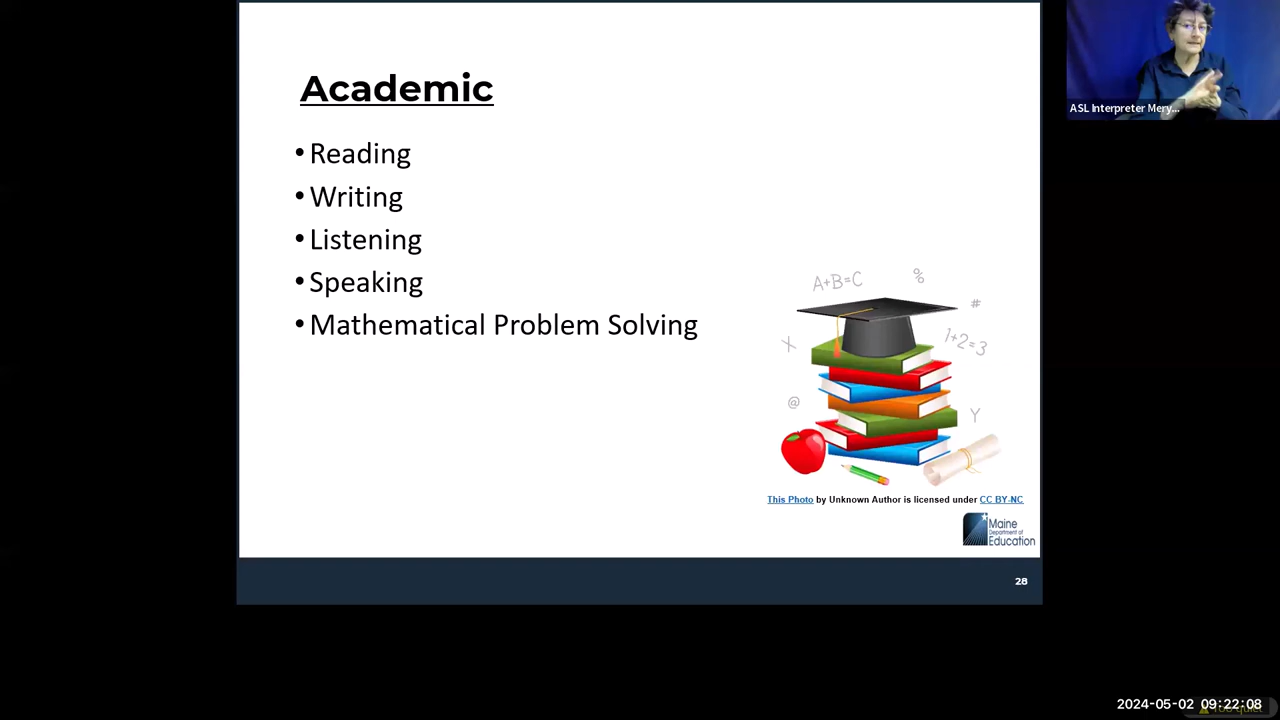 Academic
• Reading
• Writing
• Listening
• Speaking
• Mathematical Problem Solving
A+B=C
%
#
X
1+2=3
@
Y
This Photo by Unknown Author is licensed under CC BY-NC
Maine
Department of
Education
28
ASL Interpreter Mery...
2024-05-02 09:22:08